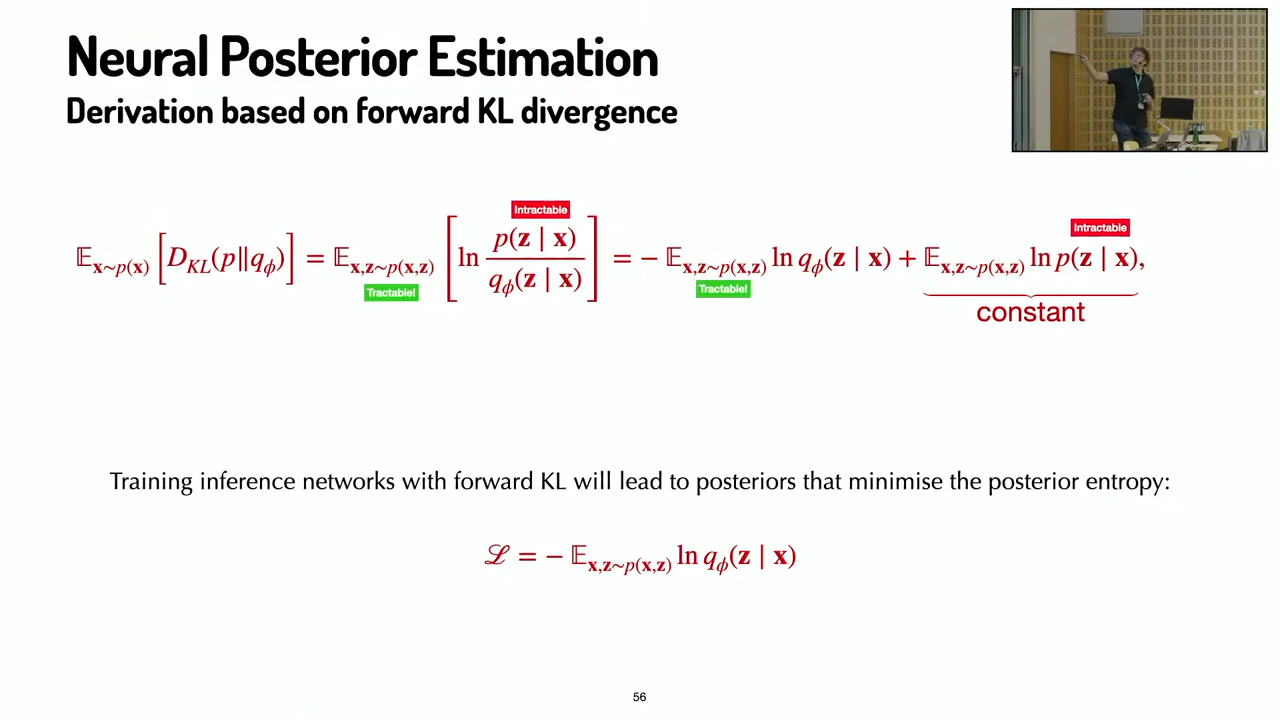 Neural Posterior Estimation
Derivation based on forward KL divergence
Intractable
Intractable
𝔼_{x∼p(x)} [D_{KL}(p‖q_ϕ)] = 𝔼_{x,z∼p(x,z)} [ln p(z | x) / q_ϕ(z | x)] = − 𝔼_{x,z∼p(x,z)} ln q_ϕ(z | x) + 𝔼_{x,z∼p(x,z)} ln p(z | x),
Tractable!
Tractable!
constant
Training inference networks with forward KL will lead to posteriors that minimise the posterior entropy:
ℒ = − 𝔼_{x,z∼p(x,z)} ln q_ϕ(z | x)
56